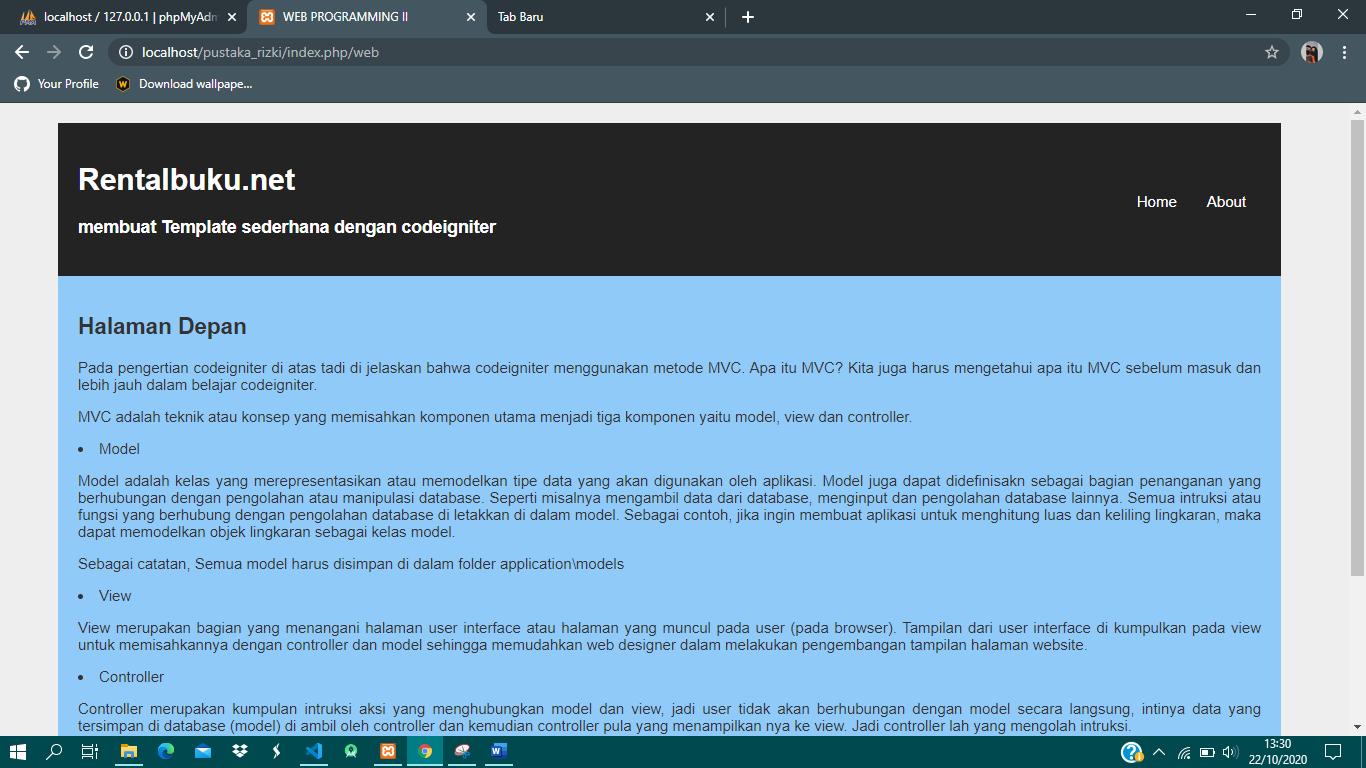 localhost / 127.0.0.1 | phpMyAdm
WEB PROGRAMMING II
Tab Baru
localhost/pustaka_rizki/index.php/web
Your Profile
Download wallpape...
Rentalbuku.net
membuat Template sederhana dengan codeigniter
Home
About
Halaman Depan
Pada pengertian codeigniter di atas tadi di jelaskan bahwa codeigniter menggunakan metode MVC. Apa itu MVC? Kita juga harus mengetahui apa itu MVC sebelum masuk dan
lebih jauh dalam belajar codeigniter.
MVC adalah teknik atau konsep yang memisahkan komponen utama menjadi tiga komponen yaitu model, view dan controller.
• Model
Model adalah kelas yang merepresentasikan atau memodelkan tipe data yang akan digunakan oleh aplikasi. Model juga dapat didefinisakn sebagai bagian penanganan yang
berhubungan dengan pengolahan atau manipulasi database. Seperti misalnya mengambil data dari database, menginput dan pengolahan database lainnya. Semua intruksi atau
fungsi yang berhubung dengan pengolahan database di letakkan di dalam model. Sebagai contoh, jika ingin membuat aplikasi untuk menghitung luas dan keliling lingkaran, maka
dapat memodelkan objek lingkaran sebagai kelas model.
Sebagai catatan, Semua model harus disimpan di dalam folder application\models
• View
View merupakan bagian yang menangani halaman user interface atau halaman yang muncul pada user (pada browser). Tampilan dari user interface di kumpulkan pada view
untuk memisahkannya dengan controller dan model sehingga memudahkan web designer dalam melakukan pengembangan tampilan halaman website.
• Controller
Controller merupakan kumpulan intruksi aksi yang menghubungkan model dan view, jadi user tidak akan berhubungan dengan model secara langsung, intinya data yang
tersimpan di database (model) di ambil oleh controller dan kemudian controller pula yang menampilkan nya ke view. Jadi controller lah yang mengolah intruksi.
13:30
22/10/2020